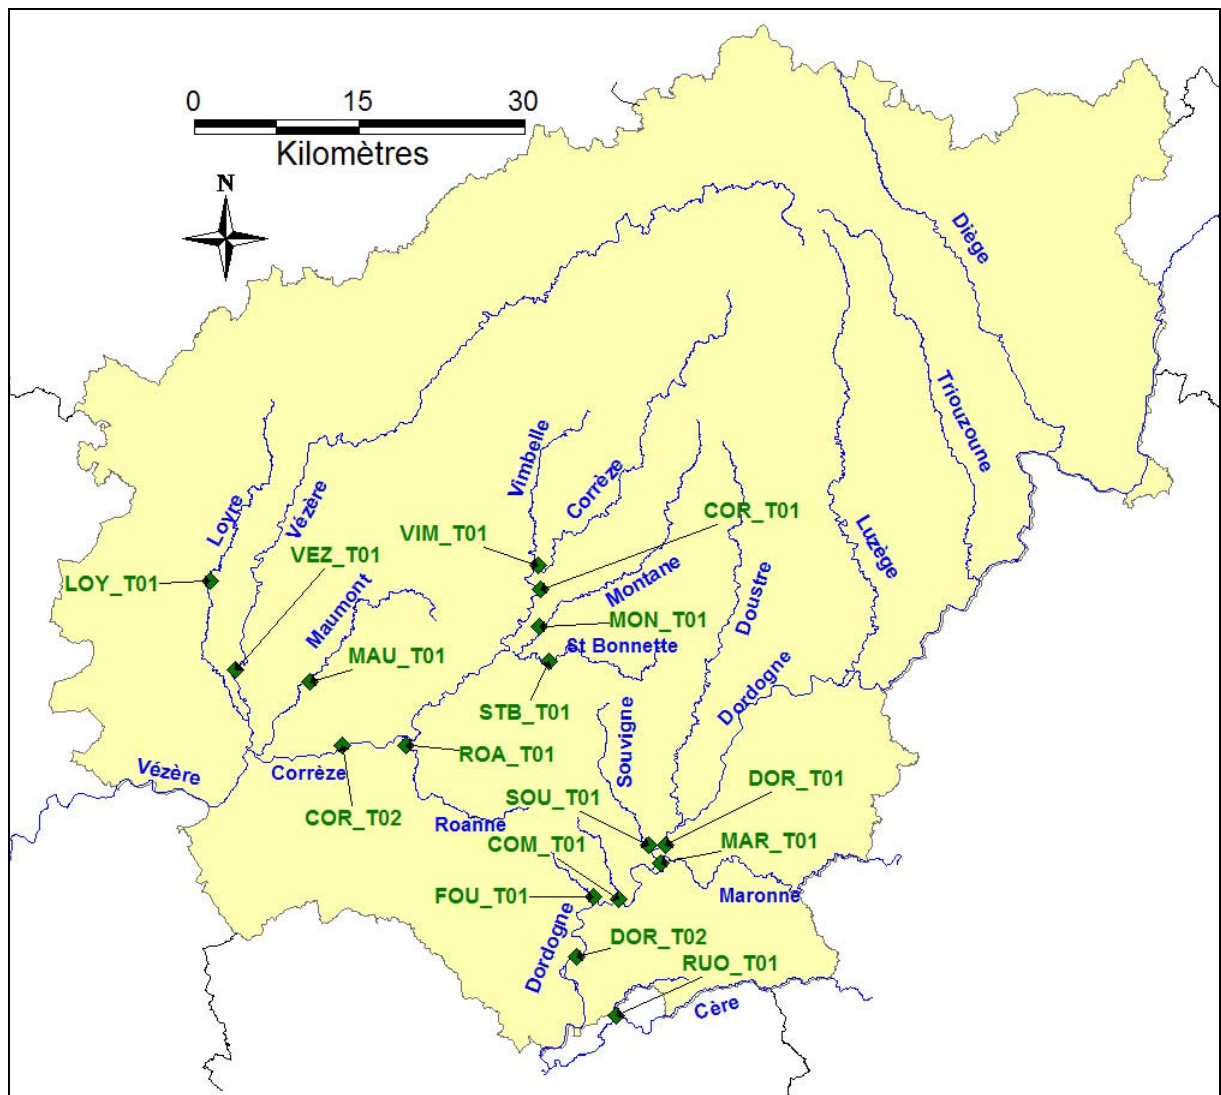 0 15 30
Kilomètres
N
Diège
Triouzoune
Vimbelle
Corrèze
Loyre
Vézère
COR_T01
VIM_T01
Luzège
VEZ_T01
LOY_T01
Maumont
Montane
Doustre
MON_T01
St Bonnette
MAU_T01
Dordogne
STB_T01
Souvigne
ROA_T01
Vézère
Corrèze
DOR_T01
SOU_T01
COR_T02
Roanne
COM_T01
MAR_T01
FOU_T01
Maronne
Dordogne
DOR_T02
RUO_T01
Cère